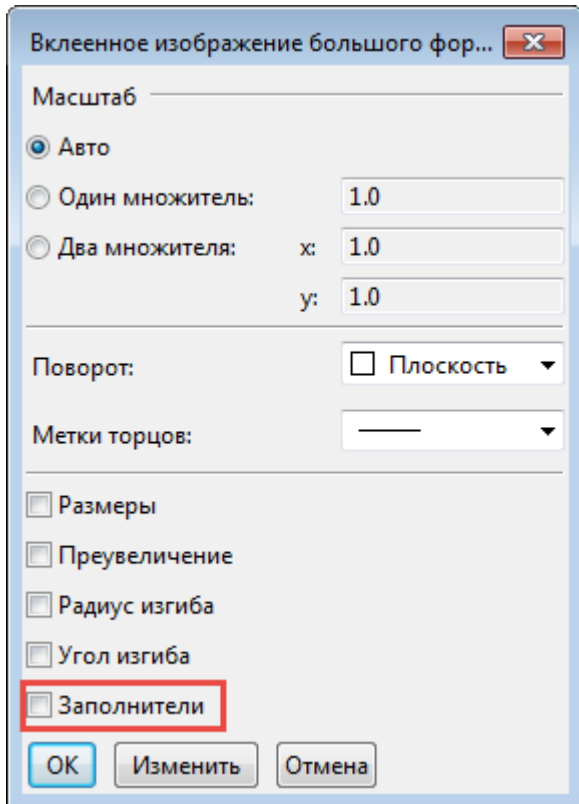 Вклеенное изображение большого фор...
Масштаб
Авто
Один множитель: 1.0
Два множителя: x: 1.0
y: 1.0
Поворот: Плоскость
Метки торцов:
Размеры
Преувеличение
Радиус изгиба
Угол изгиба
Заполнители
OK Изменить Отмена